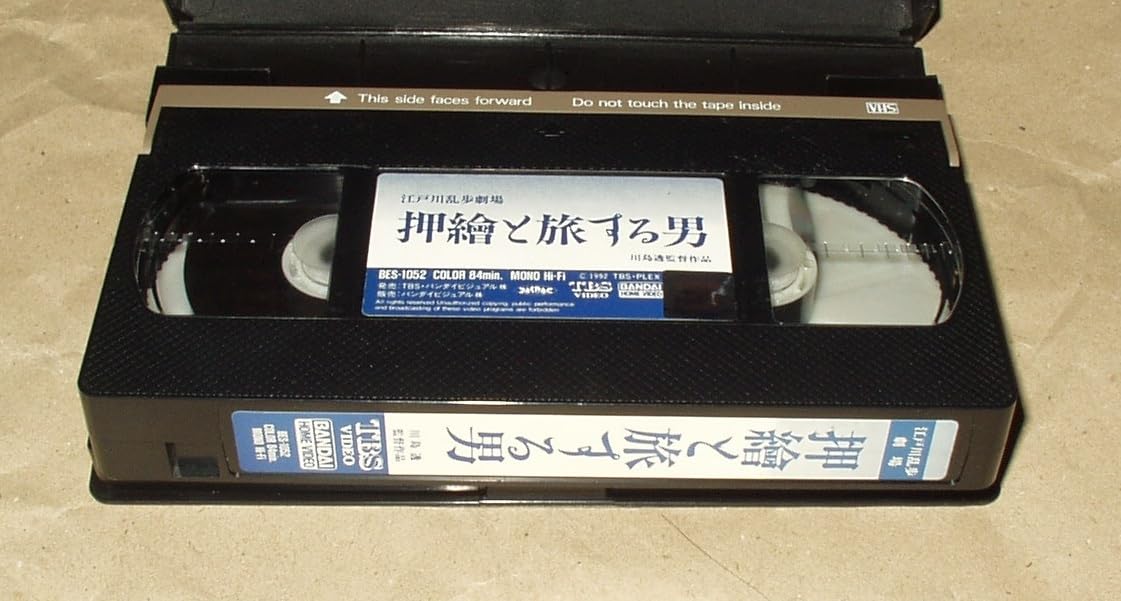 This side faces forward Do not touch the tape inside VHS
江戸川乱歩劇場
押繪と旅する男
川島透監督作品
BES-1052 COLOR 84min. MONO Hi-Fi © 1992 TBS・PLEX
発売:TBS・バンダイビジュアル㈱
販売:バンダイビジュアル㈱
TBS VIDEO
BANDAI HOME VIDEO
All rights reserved Unauthorized copying, public performance
and broadcasting of these video programs are forbidden
江戸川乱歩
劇場
押繪と旅する男
川島 透
監督作品
TBS
VIDEO
BANDAI
HOME VIDEO
BES-1052
COLOR 84min.
MONO Hi-Fi